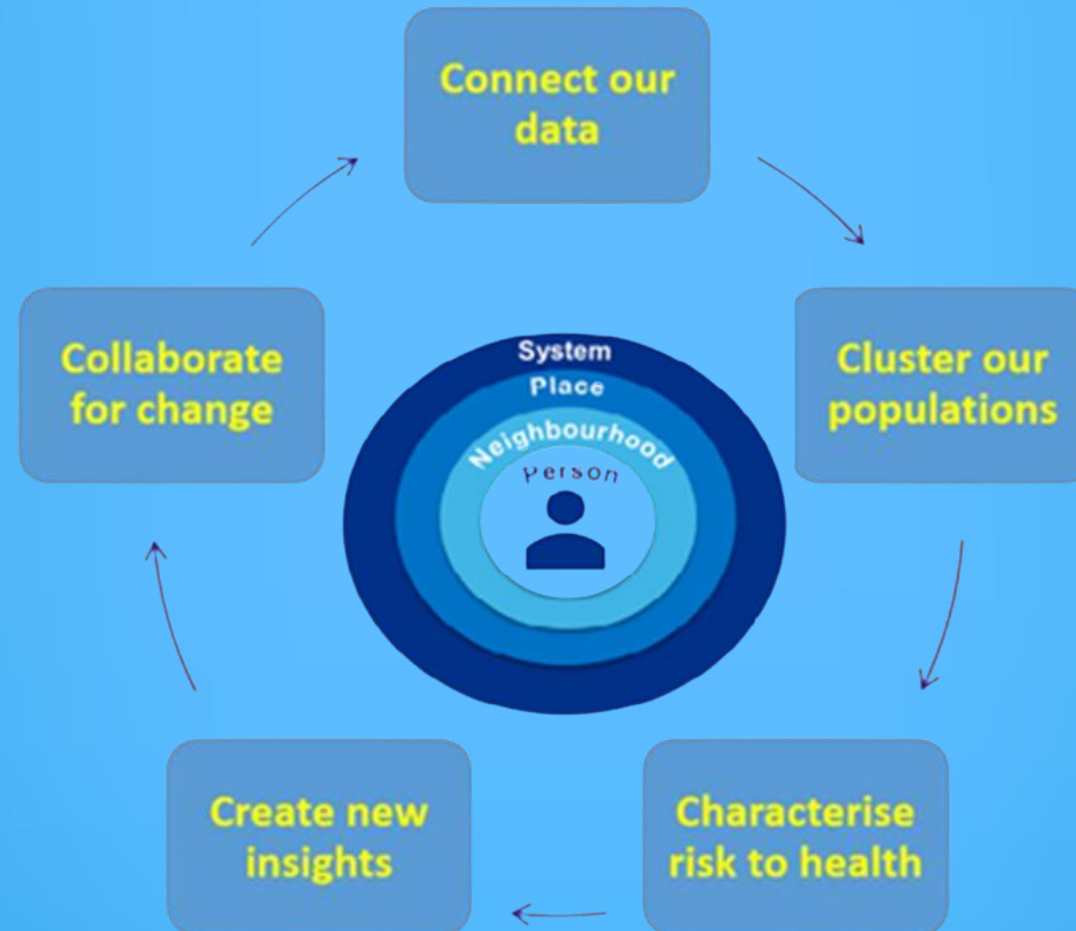 Connect our
data
Collaborate
for change
Cluster our
populations
System
Place
Neighbourhood
Person
Create new
insights
Characterise
risk to health